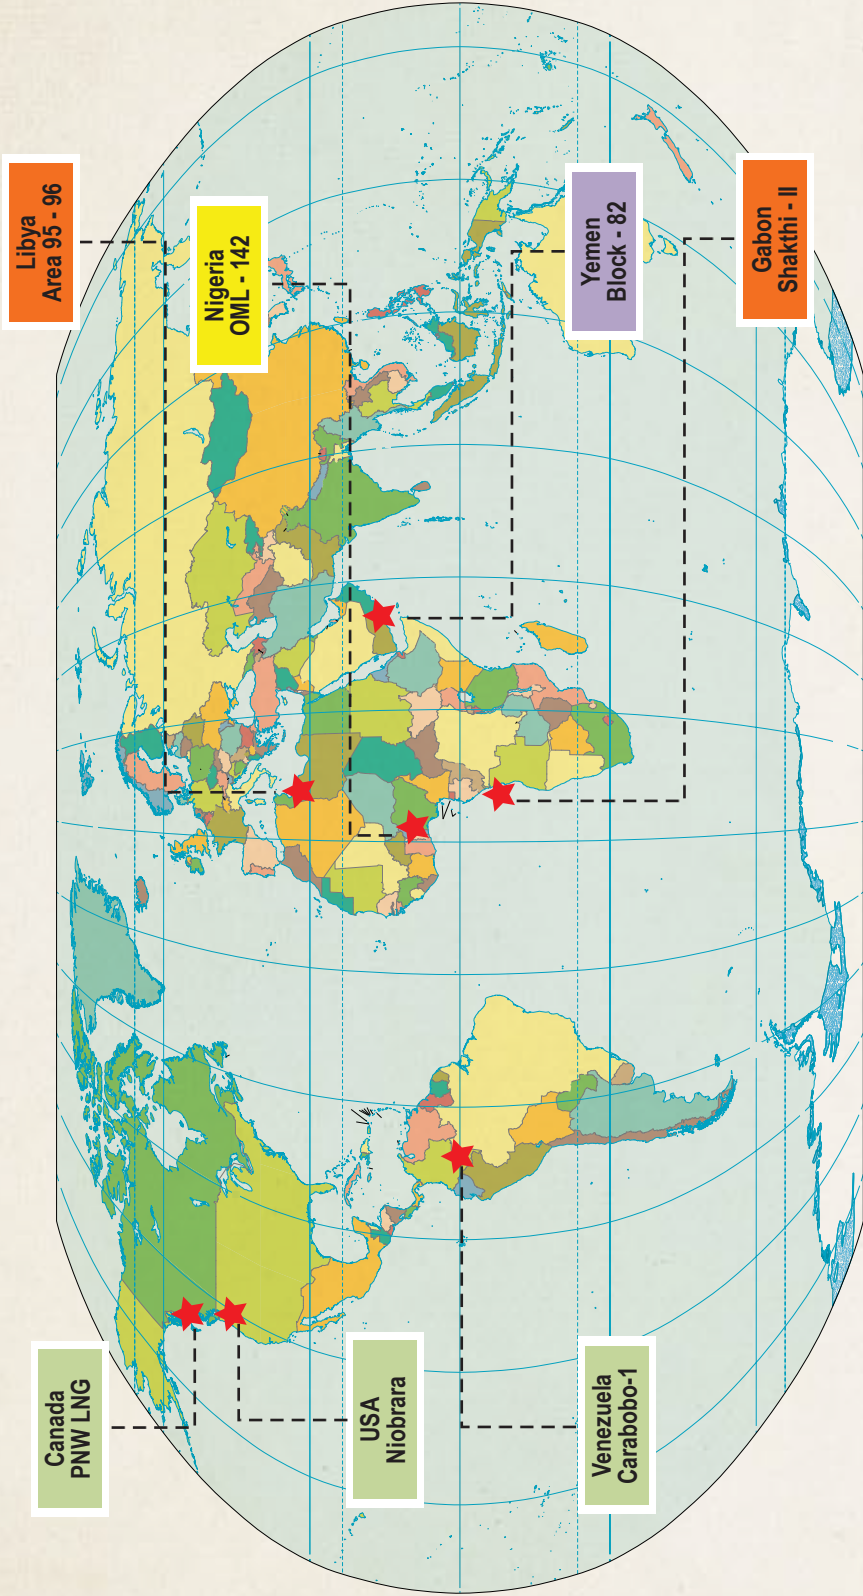 Libya
Area 95 - 96
Nigeria
OML - 142
Yemen
Block - 82
Gabon
Shakthi - II
Canada
PNW LNG
USA
Niobrara
Venezuela
Carabobo-1